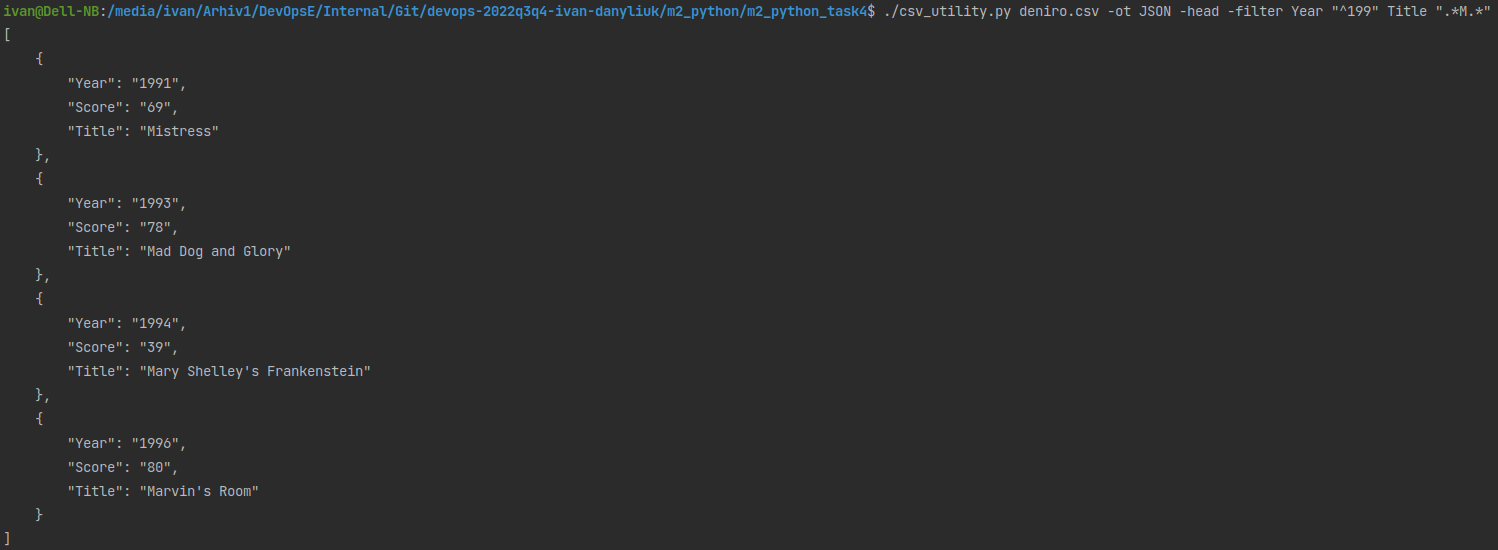 ivan@Dell-NB:/media/ivan/Arhiv1/DevOpsE/Internal/Git/devops-2022q3q4-ivan-danyliuk/m2_python/m2_python_task4$ ./csv_utility.py deniro.csv -ot JSON -head -filter Year "^199" Title ".*M.*"
[
    {
        "Year": "1991",
        "Score": "69",
        "Title": "Mistress"
    },
    {
        "Year": "1993",
        "Score": "78",
        "Title": "Mad Dog and Glory"
    },
    {
        "Year": "1994",
        "Score": "39",
        "Title": "Mary Shelley's Frankenstein"
    },
    {
        "Year": "1996",
        "Score": "80",
        "Title": "Marvin's Room"
    }
]